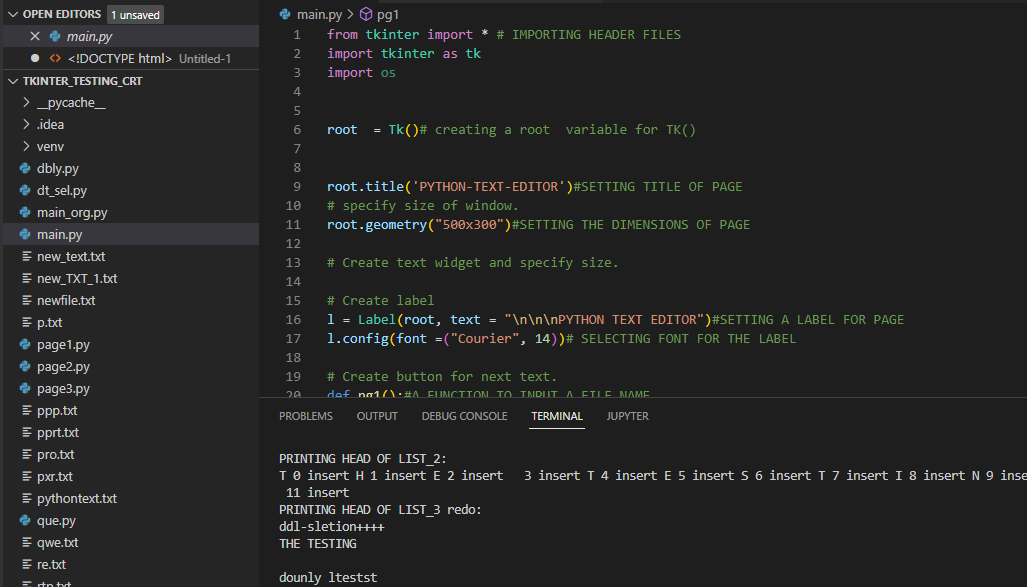 OPEN EDITORS 1 unsaved
main.py
<!DOCTYPE html> Untitled-1
TKINTER_TESTING_CRT
__pycache__
.idea
venv
dbly.py
dt_sel.py
main_org.py
main.py
new_text.txt
new_TXT_1.txt
newfile.txt
p.txt
page1.py
page2.py
page3.py
ppp.txt
pprt.txt
pro.txt
pxr.txt
pythontext.txt
que.py
qwe.txt
re.txt
rtp.txt
main.py > pg1
1 from tkinter import * # IMPORTING HEADER FILES
2 import tkinter as tk
3 import os
4
5
6 root  = Tk()# creating a root  variable for TK()
7
8
9 root.title('PYTHON-TEXT-EDITOR')#SETTING TITLE OF PAGE
10 # specify size of window.
11 root.geometry("500x300")#SETTING THE DIMENSIONS OF PAGE
12
13 # Create text widget and specify size.
14
15 # Create label
16 l = Label(root, text = "\n\n\nPYTHON TEXT EDITOR")#SETTING A LABEL FOR PAGE
17 l.config(font =("Courier", 14))# SELECTING FONT FOR THE LABEL
18
19 # Create button for next text.
20 def pg1():#A FUNCTION TO INPUT A FILE NAME
PROBLEMS OUTPUT DEBUG CONSOLE TERMINAL JUPYTER
PRINTING HEAD OF LIST_2:
T 0 insert H 1 insert E 2 insert   3 insert T 4 insert E 5 insert S 6 insert T 7 insert I 8 insert N 9 inse
11 insert
PRINTING HEAD OF LIST_3 redo:
ddl-sletion++++
THE TESTING
dounly ltestst